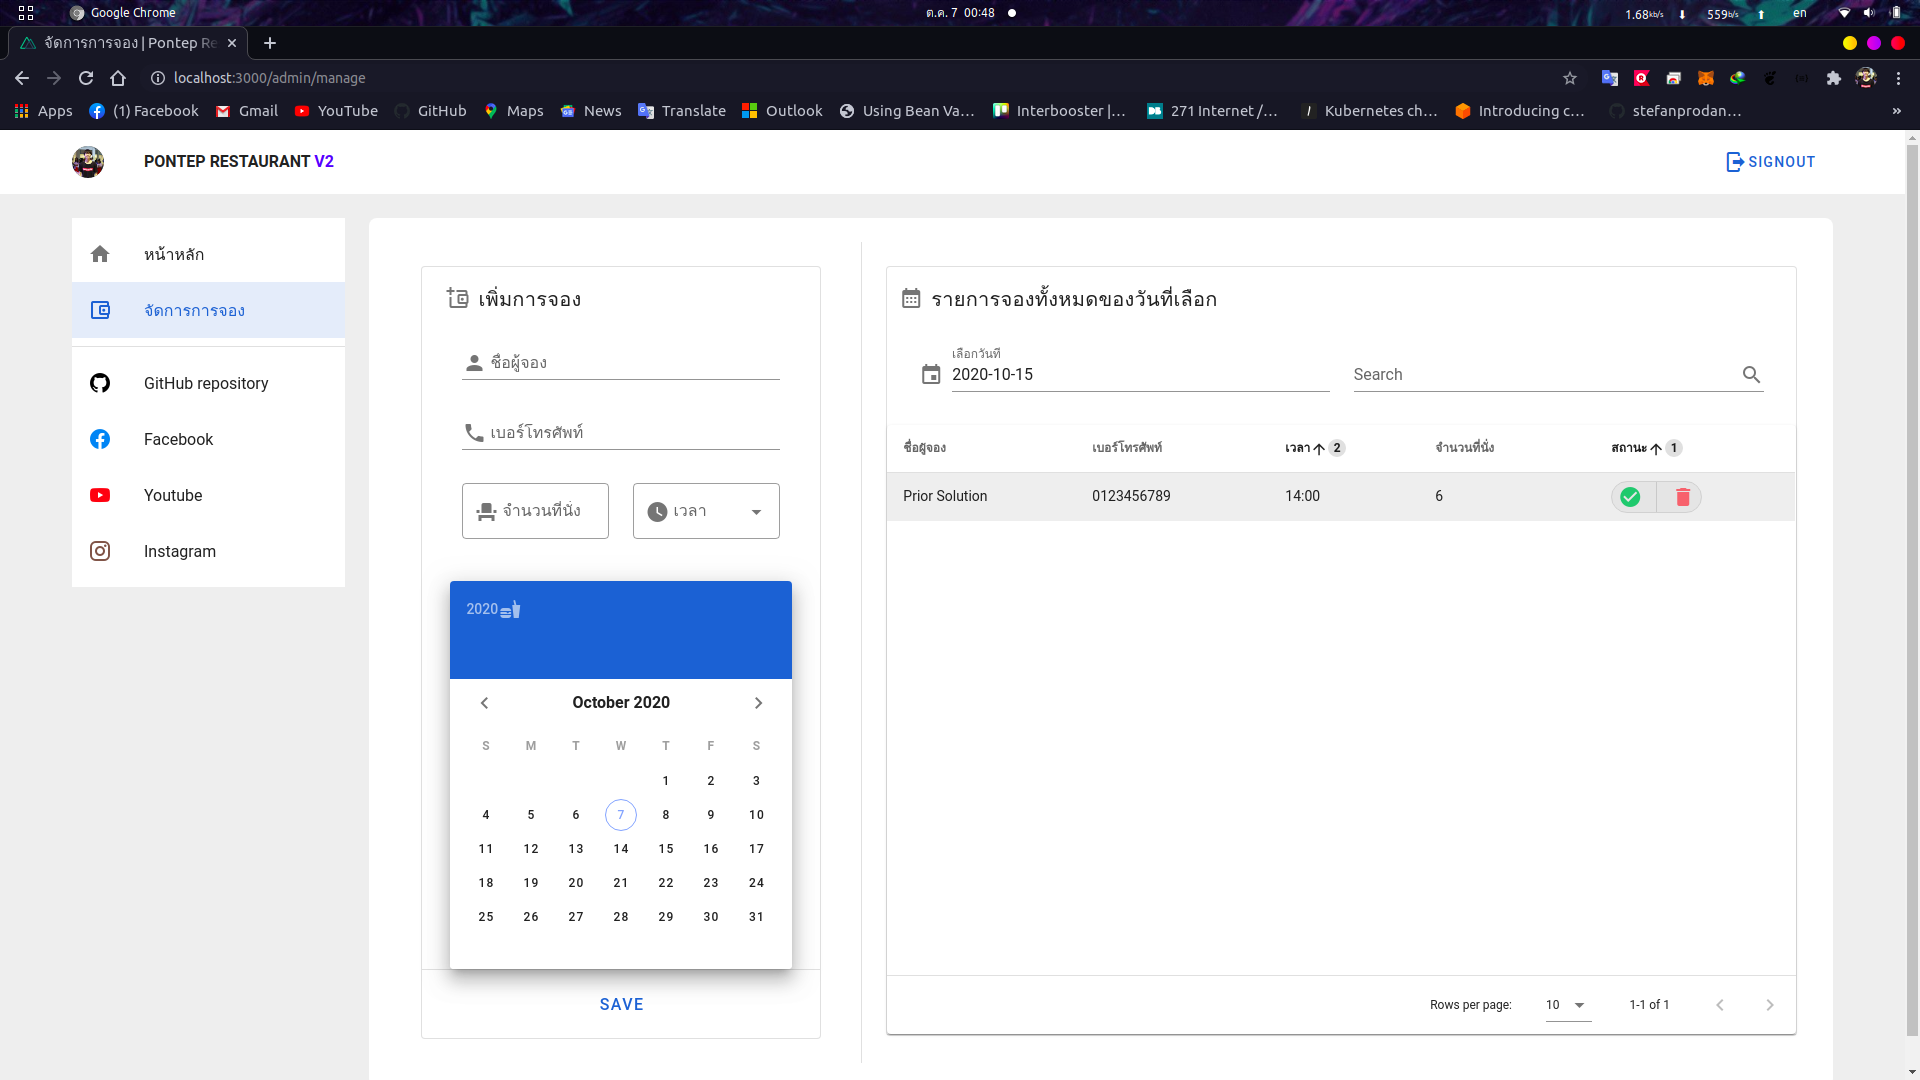 Google Chrome
ต.ค. 7 00:48
1.68kb/s 559b/s en
จัดการการจอง | Pontep Re
localhost:3000/admin/manage
Apps (1) Facebook Gmail YouTube GitHub Maps News Translate Outlook Using Bean Va... Interbooster |... 271 Internet /... Kubernetes ch... Introducing c... stefanprodan... »
PONTEP RESTAURANT V2
SIGNOUT
หน้าหลัก
จัดการการจอง
GitHub repository
Facebook
Youtube
Instagram
เพิ่มการจอง
ชื่อผู้จอง
เบอร์โทรศัพท์
จำนวนที่นั่ง เวลา
2020
October 2020
S M T W T F S
1 2 3
4 5 6 7 8 9 10
11 12 13 14 15 16 17
18 19 20 21 22 23 24
25 26 27 28 29 30 31
SAVE
รายการจองทั้งหมดของวันที่เลือก
เลือกวันที่
2020-10-15 Search
ชื่อผู้จอง เบอร์โทรศัพท์ เวลา 2 จำนวนที่นั่ง สถานะ 1
Prior Solution 0123456789 14:00 6
Rows per page: 10 1-1 of 1